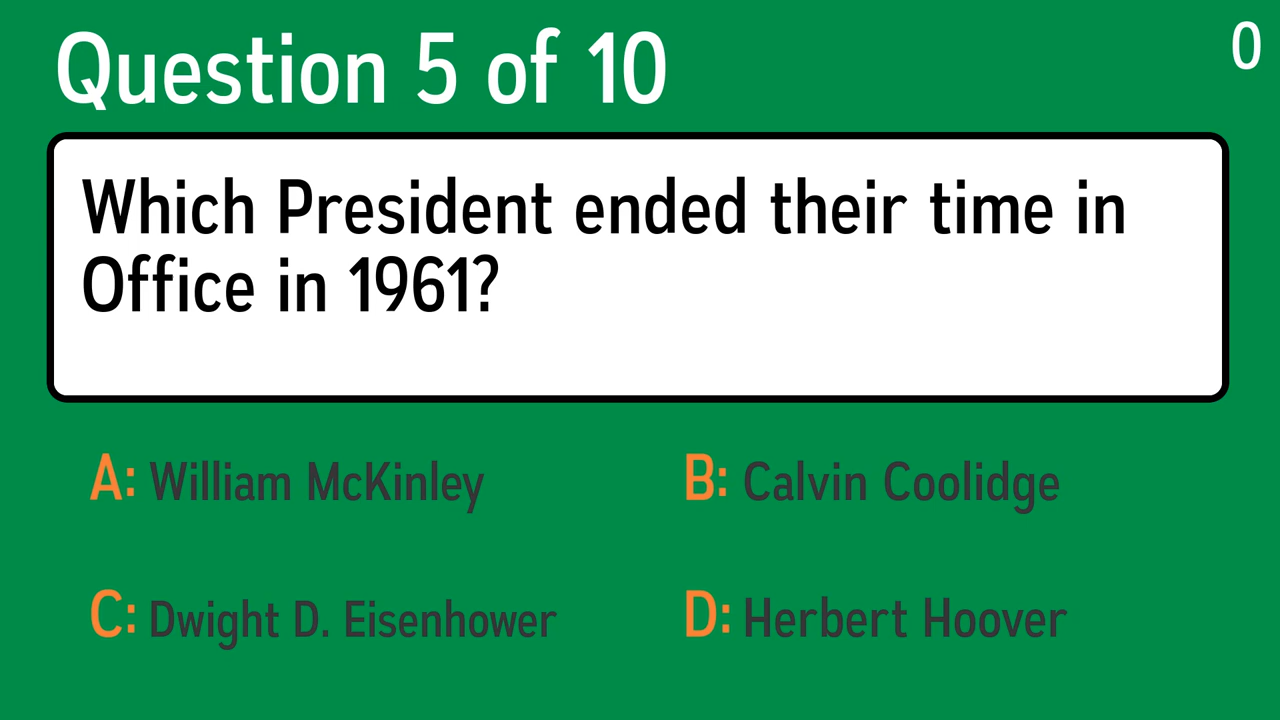 Question 5 of 10
0
Which President ended their time in
Office in 1961?
A: William McKinley
B: Calvin Coolidge
C: Dwight D. Eisenhower
D: Herbert Hoover